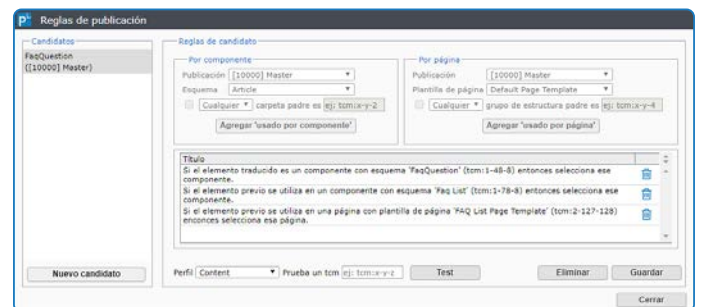 Reglas de publicación
Candidatos
FaqQuestion
([10000] Master)
Nuevo candidato
Reglas de candidato
Por componente
Publicación [10000] Master
Esquema Article
Cualquier carpeta padre es ej: tcm:x-y-2
Agregar 'usado por componente'
Por página
Publicación [10000] Master
Plantilla de página Default Page Template
Cualquier grupo de estructura padre es ej: tcm:x-y-4
Agregar 'usado por página'
Título
Si el elemento traducido es un componente con esquema 'FaqQuestion' (tcm:1-48-8) entonces selecciona ese
componente.
Si el elemento previo se utiliza en un componente con esquema 'Faq List' (tcm:1-78-8) entonces selecciona ese
componente.
Si el elemento previo se utiliza en una página con plantilla de página 'FAQ List Page Template' (tcm:2-127-128)
entonces selecciona esa página.
Perfil Content Prueba un tcm ej: tcm:x-y-z Test Eliminar Guardar
Cerrar